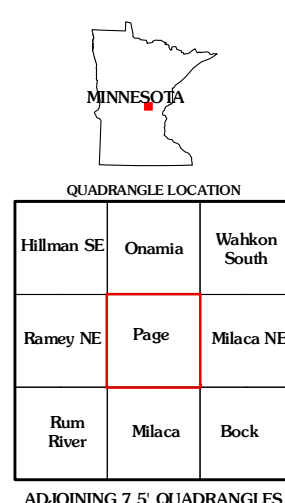 MINNESOTA
QUADRANGLE LOCATION
Hillman SE
Onamia
Wahkon
South
Ramey NE
Page
Milaca NE
Rum
River
Milaca
Bock
ADJOINING 7.5' QUADRANGLES